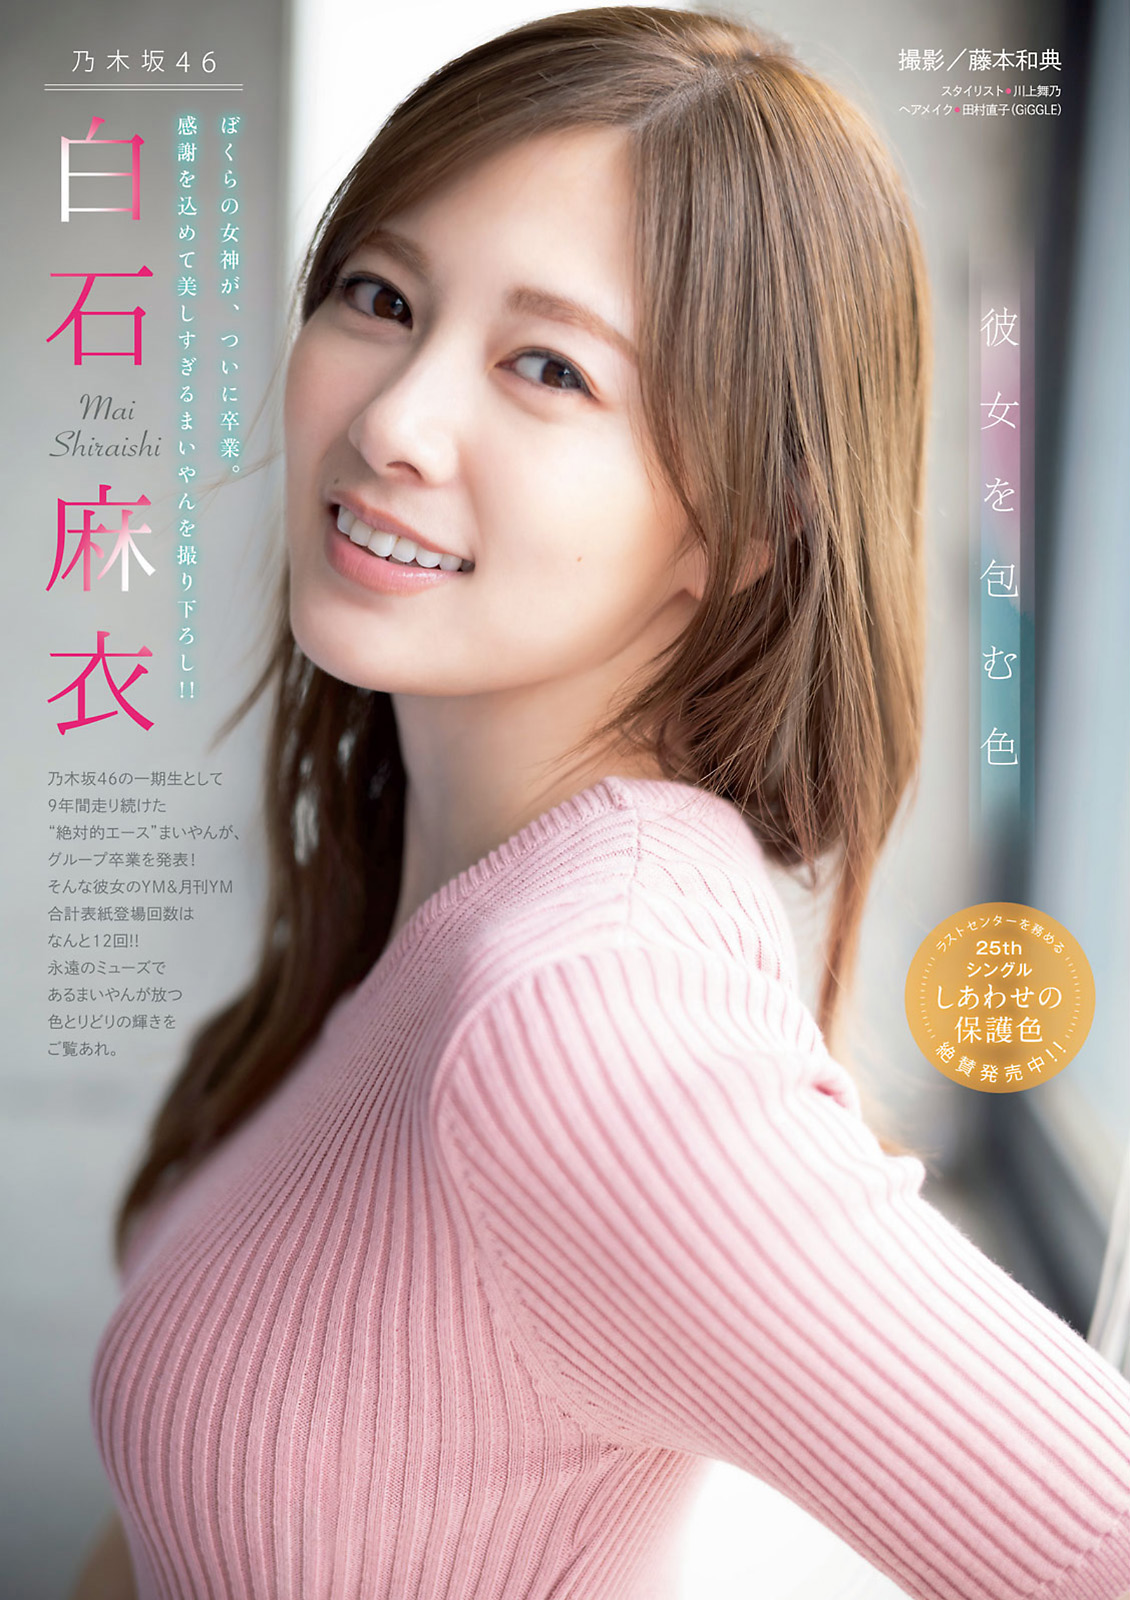 乃木坂46
白石麻衣
Mai
Shiraishi
ぼくらの女神が、ついに卒業。
感謝を込めて美しすぎるまいやんを撮り下ろし!!
乃木坂46の一期生として
9年間走り続けた
“絶対的エース”まいやんが、
グループ卒業を発表！
そんな彼女のYM＆月刊YM
合計表紙登場回数は
なんと12回!!
永遠のミューズで
あるまいやんが放つ
色とりどりの輝きを
ご覧あれ。
撮影／藤本和典
スタイリスト●川上舞乃
ヘアメイク●田村直子（GiGGLE）
彼女を包む色
ラストセンターを務める
25th
シングル
しあわせの
保護色
絶賛発売中!!